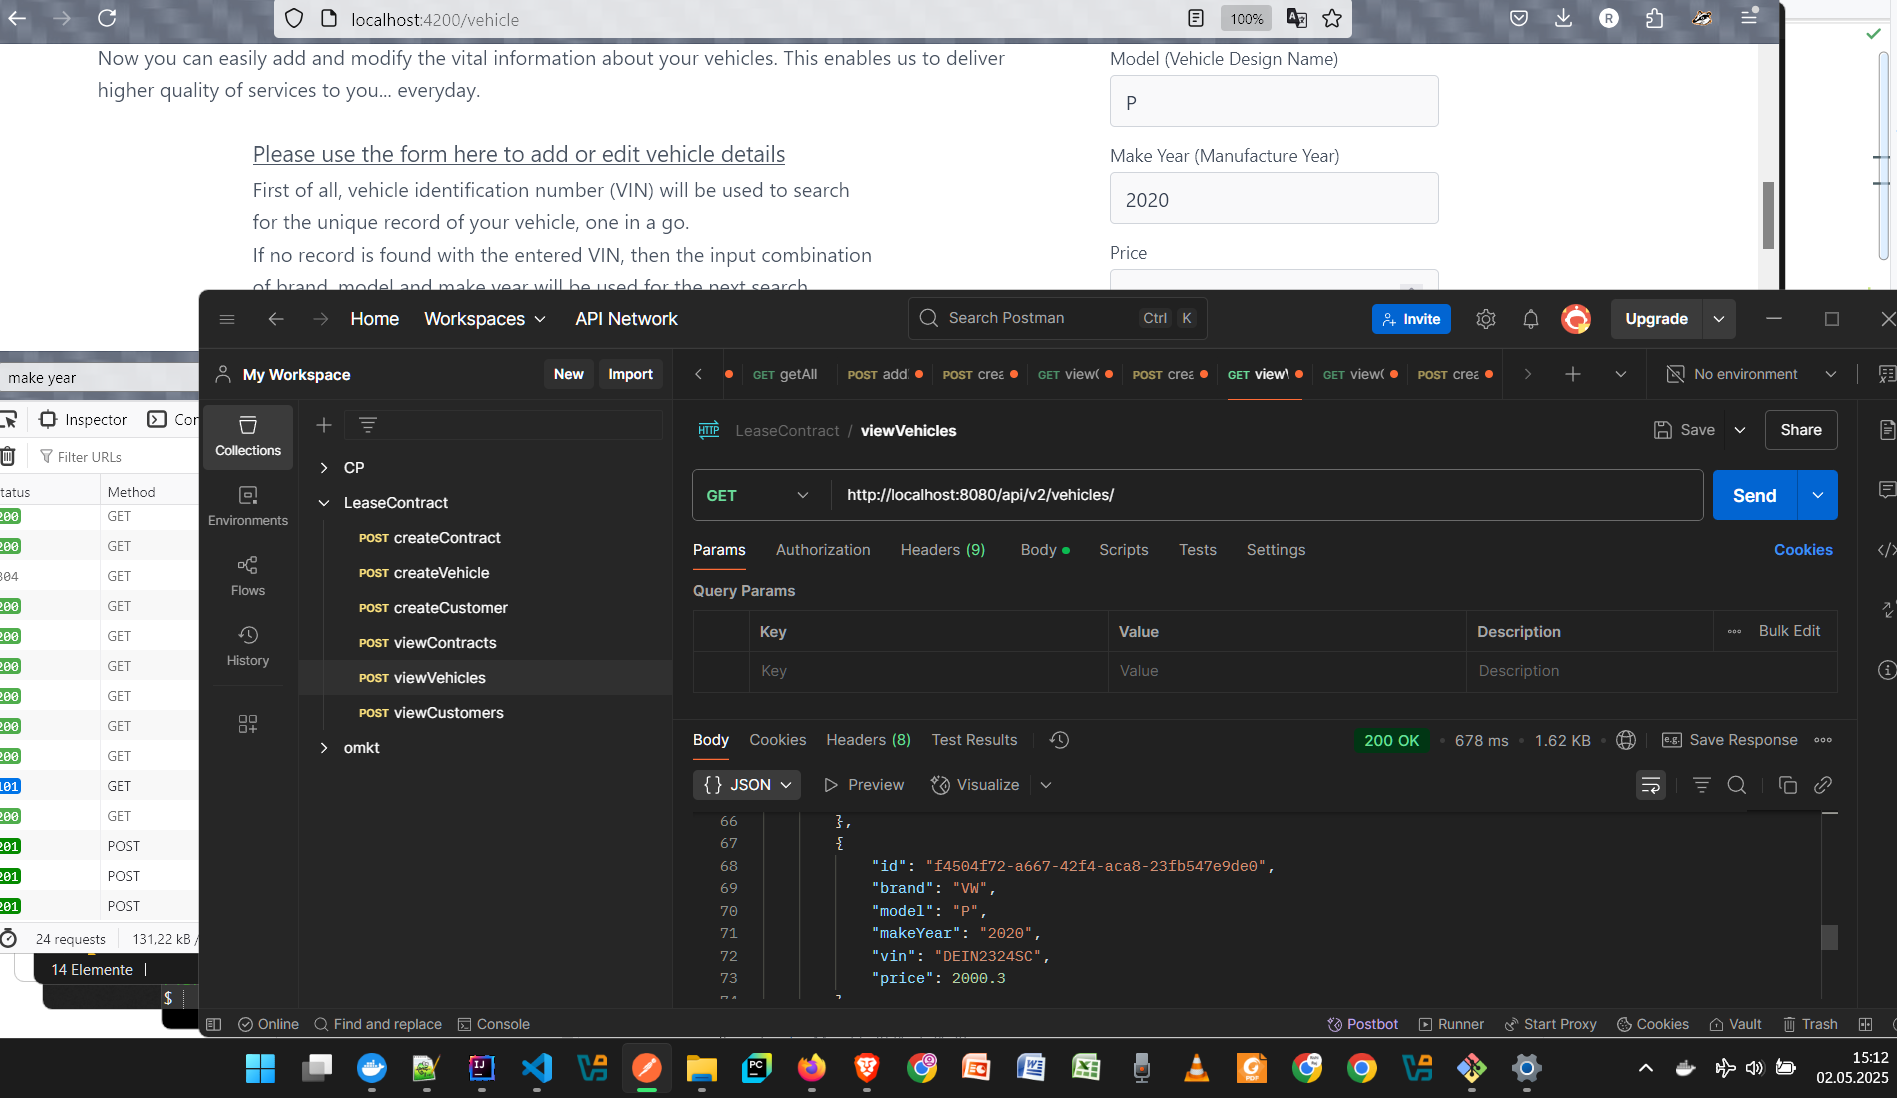 localhost:4200/vehicle
100%
R
Now you can easily add and modify the vital information about your vehicles. This enables us to deliver
higher quality of services to you... everyday.
Please use the form here to add or edit vehicle details
First of all, vehicle identification number (VIN) will be used to search
for the unique record of your vehicle, one in a go.
If no record is found with the entered VIN, then the input combination
of brand, model and make year will be used for the next search
Model (Vehicle Design Name)
P
Make Year (Manufacture Year)
2020
Price
make year
Inspector
Con
Filter URLs
tatus Method
200 GET
200 GET
304 GET
200 GET
200 GET
200 GET
200 GET
200 GET
200 GET
101 GET
200 GET
201 POST
201 POST
201 POST
24 requests 131,22 kB /
14 Elemente
$
Home Workspaces API Network
Search Postman Ctrl K
Invite
Upgrade
My Workspace
New Import
GET getAll
POST add
POST crea
GET view
POST crea
GET view
GET view
POST crea
No environment
Collections
Environments
Flows
History
CP
LeaseContract
POST createContract
POST createVehicle
POST createCustomer
POST viewContracts
POST viewVehicles
POST viewCustomers
omkt
HTTP LeaseContract / viewVehicles
Save Share
GET http://localhost:8080/api/v2/vehicles/
Send
Params Authorization Headers (9) Body Scripts Tests Settings Cookies
Query Params
Key Value Description Bulk Edit
Key Value Description
Body Cookies Headers (8) Test Results
200 OK 678 ms 1.62 KB e.g. Save Response
{} JSON Preview Visualize
66 },
67 {
68 "id": "f4504f72-a667-42f4-aca8-23fb547e9de0",
69 "brand": "VW",
70 "model": "P",
71 "makeYear": "2020",
72 "vin": "DEIN2324SC",
73 "price": 2000.3
74 }
Online Find and replace Console
Postbot Runner Start Proxy Cookies Vault Trash
15:12
02.05.2025